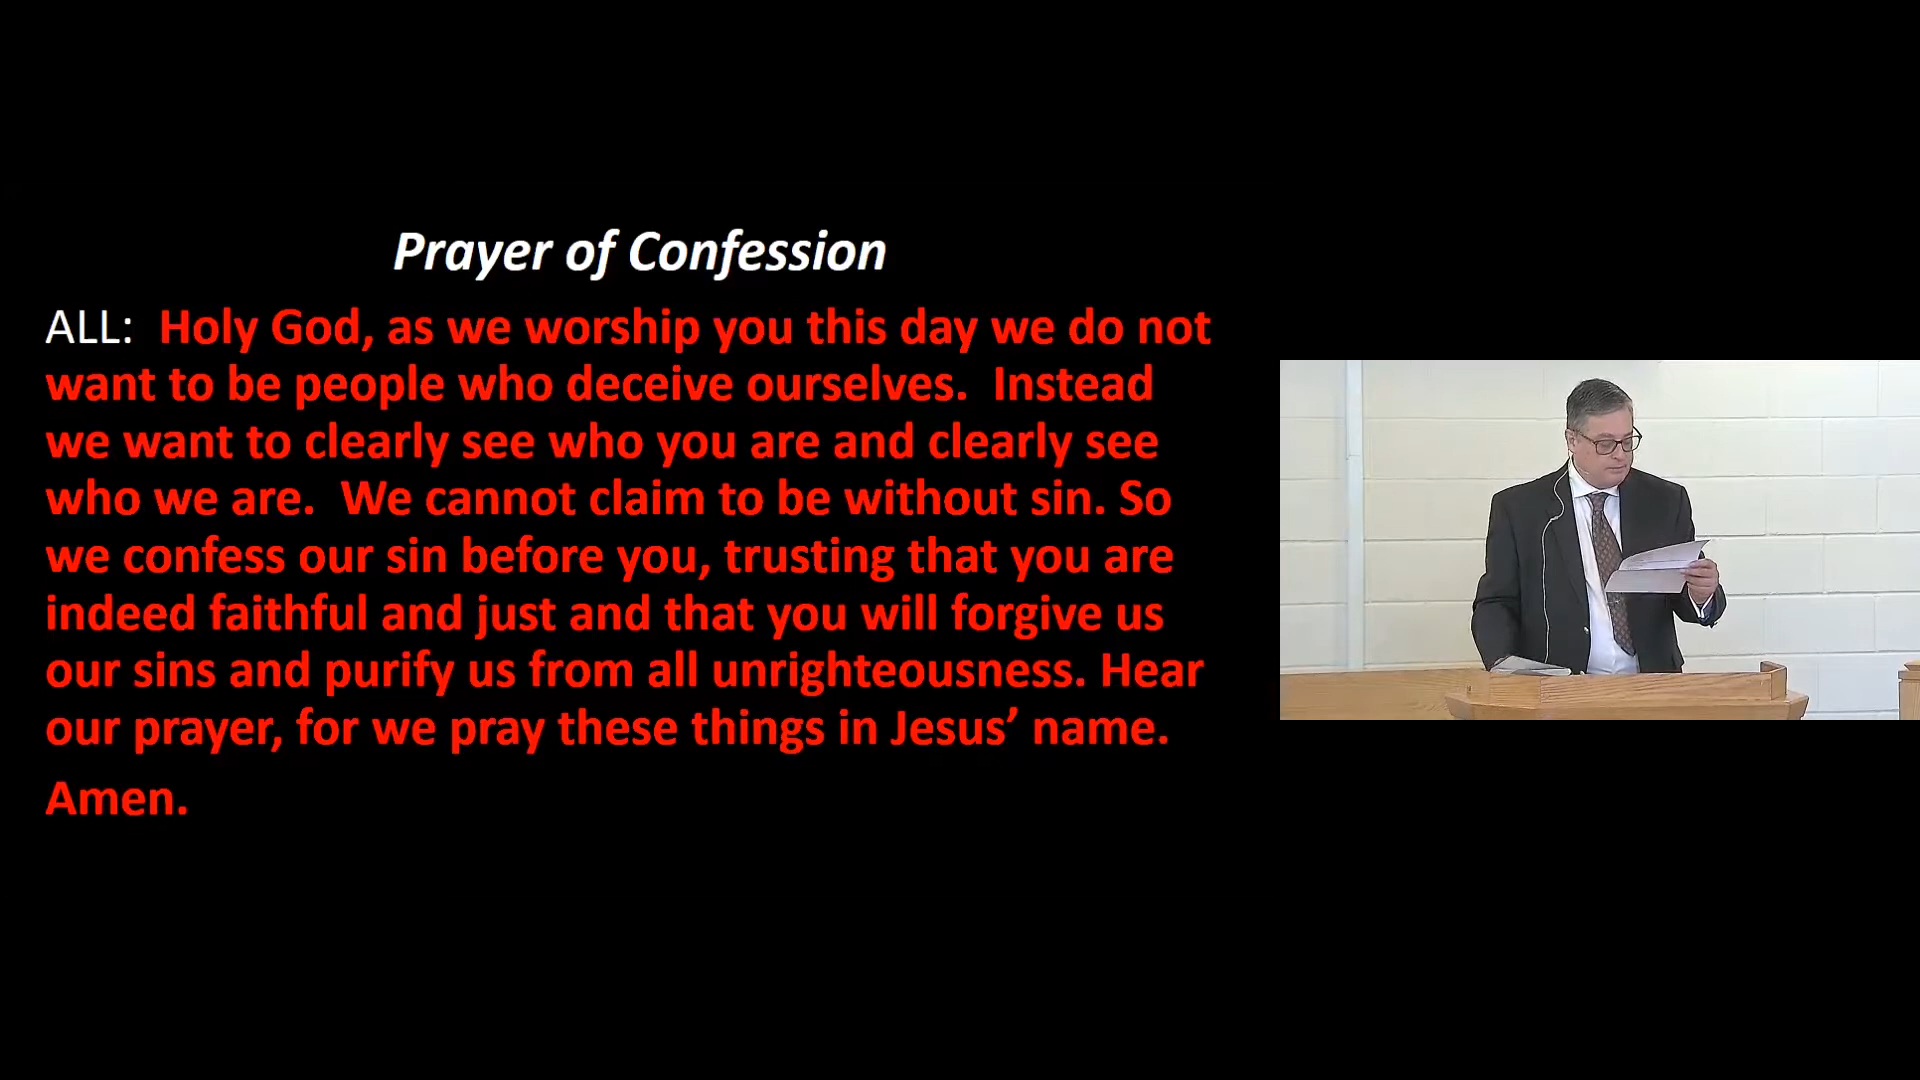 Prayer of Confession
ALL:  Holy God, as we worship you this day we do not
want to be people who deceive ourselves.  Instead
we want to clearly see who you are and clearly see
who we are.  We cannot claim to be without sin. So
we confess our sin before you, trusting that you are
indeed faithful and just and that you will forgive us
our sins and purify us from all unrighteousness. Hear
our prayer, for we pray these things in Jesus’ name.
Amen.